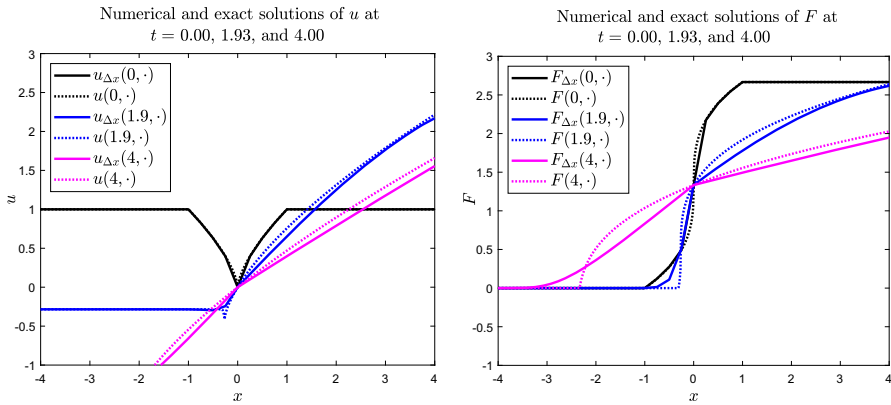 Numerical and exact solutions of u at
t = 0.00, 1.93, and 4.00
3
2.5
2
1.5
1
0.5
0
-0.5
-1
u
u_{Δx}(0, ·)
u(0, ·)
u_{Δx}(1.9, ·)
u(1.9, ·)
u_{Δx}(4, ·)
u(4, ·)
-4 -3 -2 -1 0 1 2 3 4
x
Numerical and exact solutions of F at
t = 0.00, 1.93, and 4.00
3
2.5
2
1.5
1
0.5
0
-0.5
-1
F
F_{Δx}(0, ·)
F(0, ·)
F_{Δx}(1.9, ·)
F(1.9, ·)
F_{Δx}(4, ·)
F(4, ·)
-4 -3 -2 -1 0 1 2 3 4
x